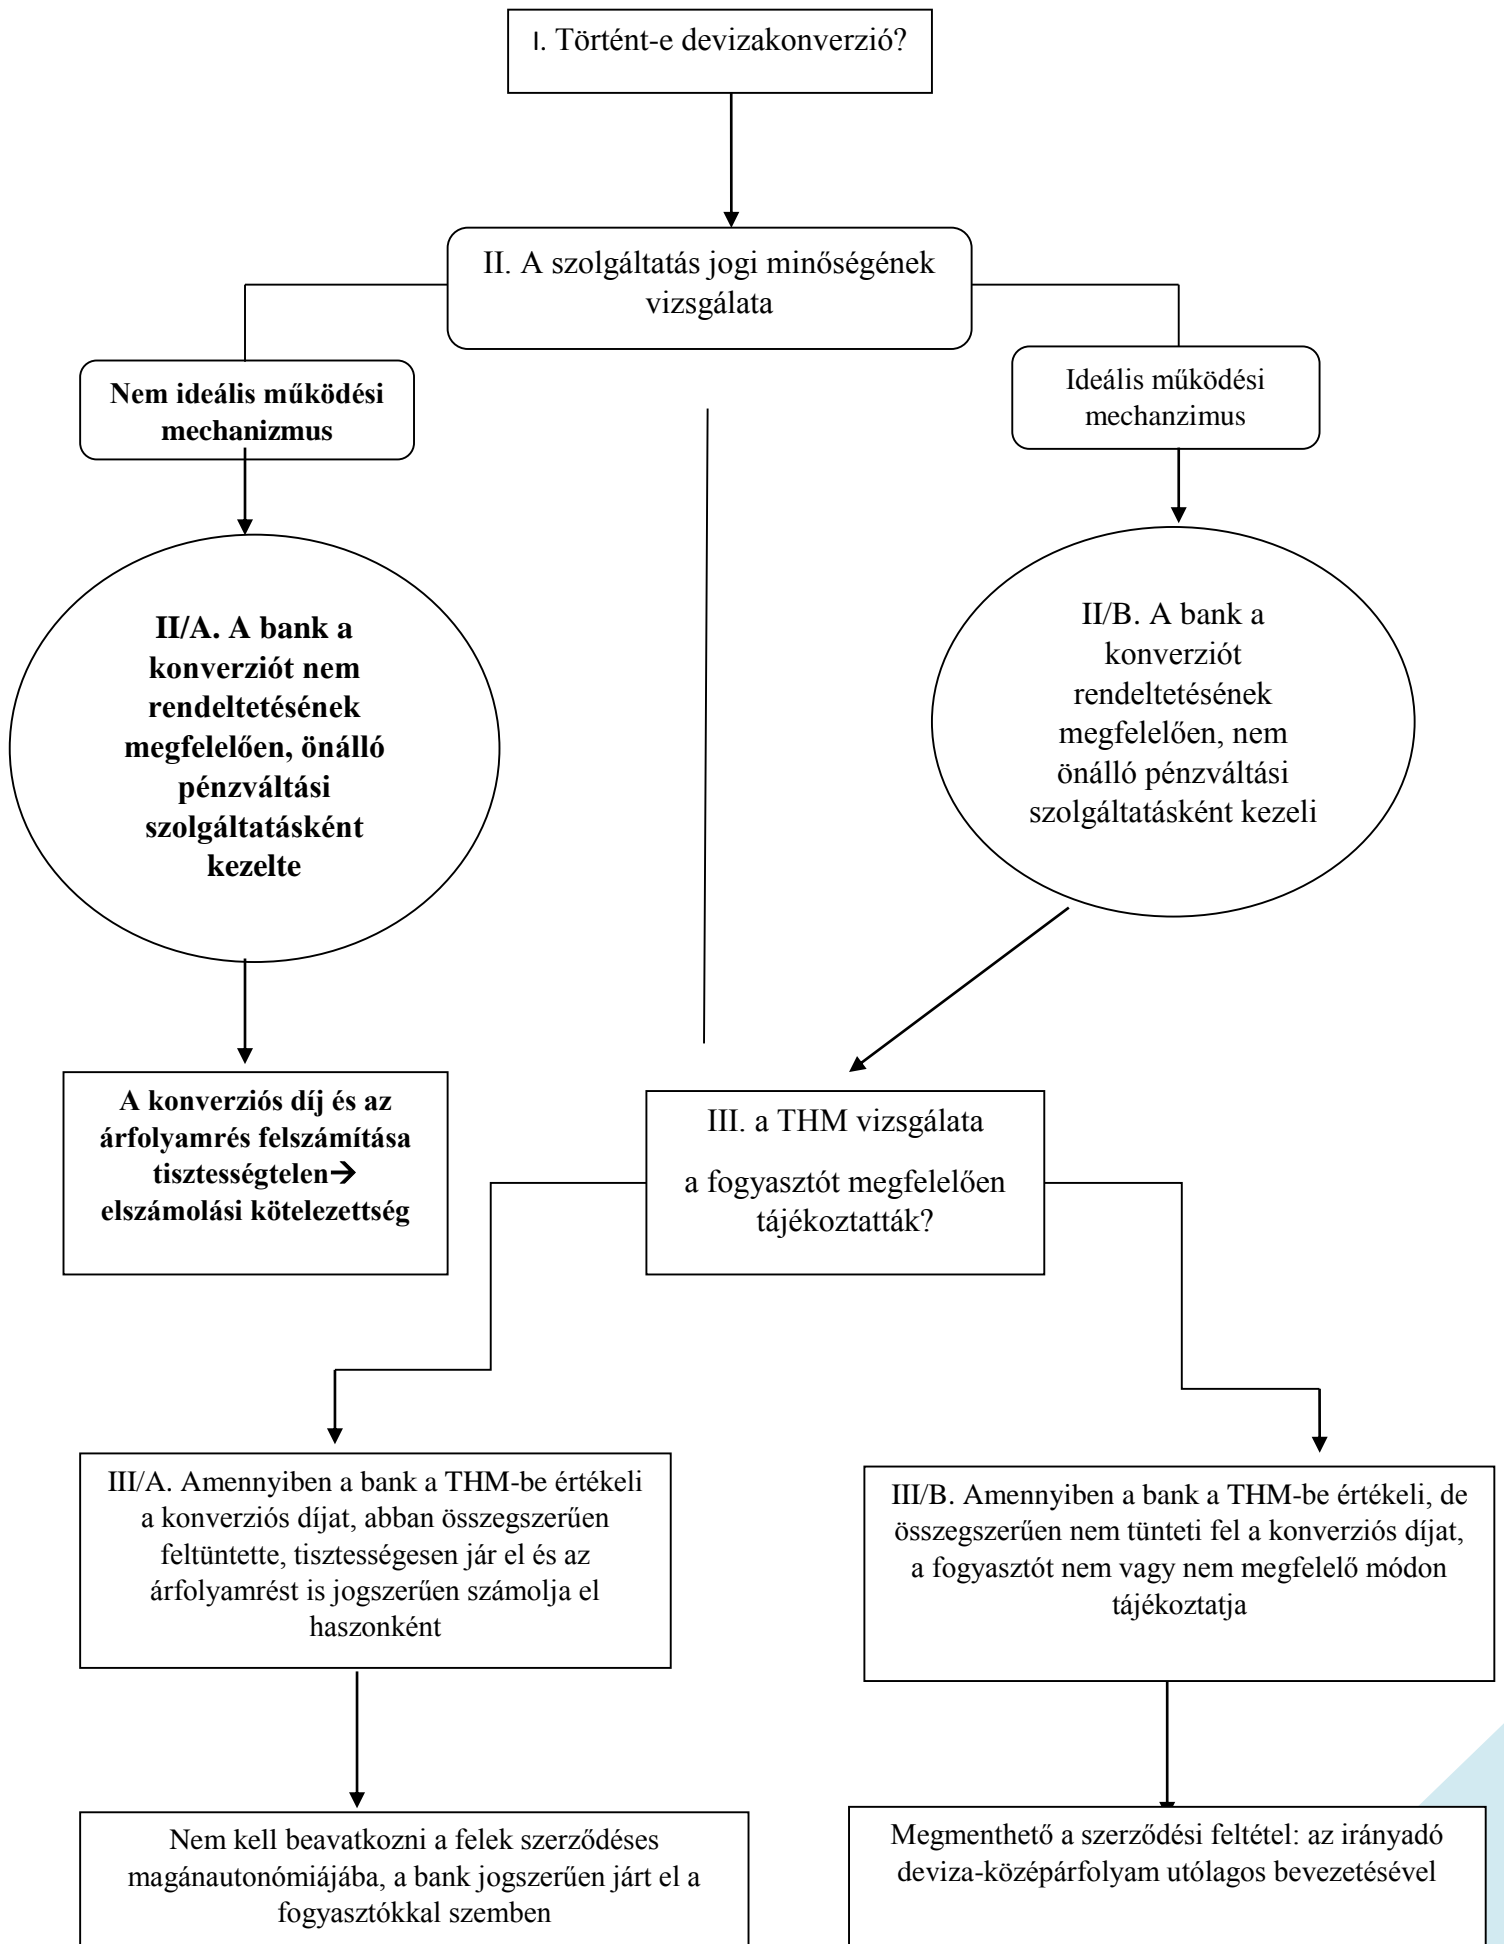 I. Történt-e devizakonverzió?
II. A szolgáltatás jogi minőségének
vizsgálata
Nem ideális működési
mechanizmus
Ideális működési
mechanzimus
II/A. A bank a
konverziót nem
rendeltetésének
megfelelően, önálló
pénzváltási
szolgáltatásként
kezelte
II/B. A bank a
konverziót
rendeltetésének
megfelelően, nem
önálló pénzváltási
szolgáltatásként kezeli
A konverziós díj és az
árfolyamrés felszámítása
tisztességtelen→
elszámolási kötelezettség
III. a THM vizsgálata
a fogyasztót megfelelően
tájékoztatták?
III/A. Amennyiben a bank a THM-be értékeli
a konverziós díjat, abban összegszerűen
feltüntette, tisztességesen jár el és az
árfolyamrést is jogszerűen számolja el
haszonként
III/B. Amennyiben a bank a THM-be értékeli, de
összegszerűen nem tünteti fel a konverziós díjat,
a fogyasztót nem vagy nem megfelelő módon
tájékoztatja
Nem kell beavatkozni a felek szerződéses
magánautonómiájába, a bank jogszerűen járt el a
fogyasztókkal szemben
Megmenthető a szerződési feltétel: az irányadó
deviza-középárfolyam utólagos bevezetésével